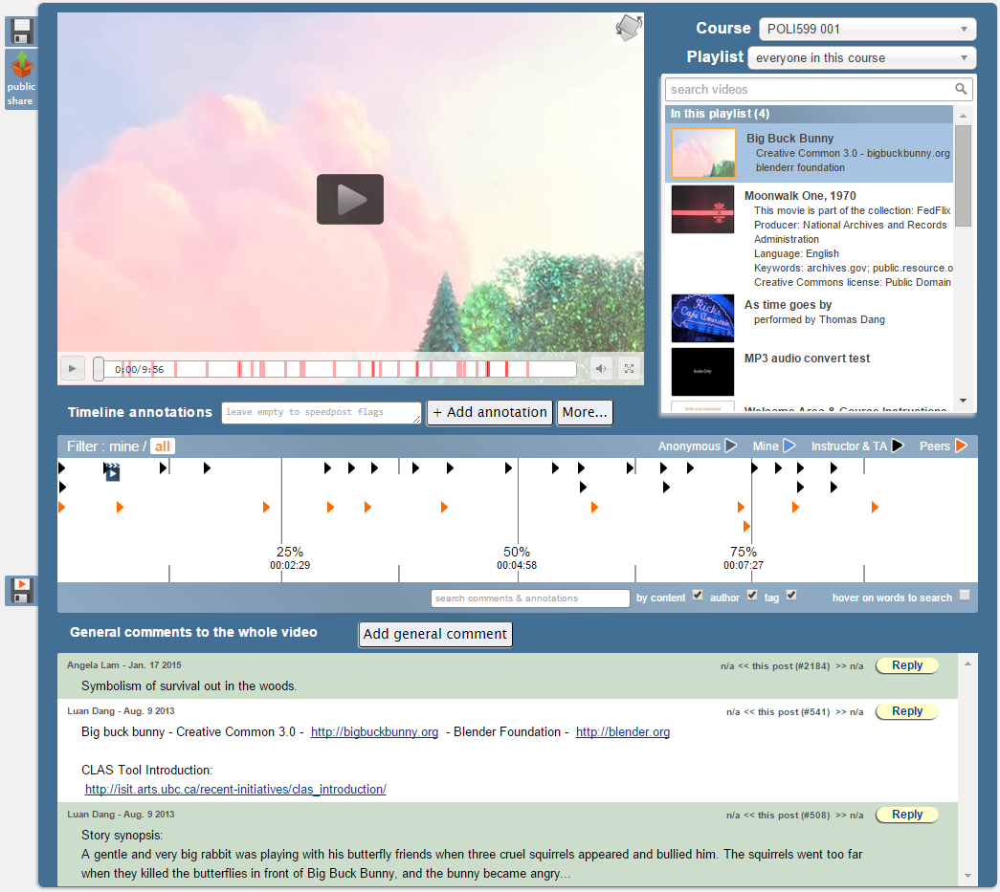 public
share
0:00/9:56
Course POLI599 001
Playlist everyone in this course
search videos
In this playlist (4)
Big Buck Bunny
Creative Common 3.0 - bigbuckbunny.org
blenderr foundation
Moonwalk One, 1970
This movie is part of the collection: FedFlix
Producer: National Archives and Records
Administration
Language: English
Keywords: archives.gov; public.resource.o
Creative Commons license: Public Domain
Rick's
Café Américain
As time goes by
performed by Thomas Dang
Audio Only
MP3 audio convert test
Welcome Area & Course Instructions
Timeline annotations leave empty to speedpost flags + Add annotation More...
Filter : mine / all Anonymous Mine Instructor & TA Peers
25% 50% 75%
00:02:29 00:04:58 00:07:27
search comments & annotations by content author tag hover on words to search
General comments to the whole video Add general comment
Angela Lam - Jan. 17 2015 n/a << this post (#2184) >> n/a Reply
Symbolism of survival out in the woods.
Luan Dang - Aug. 9 2013 n/a << this post (#541) >> n/a Reply
Big buck bunny - Creative Common 3.0 - http://bigbuckbunny.org - Blender Foundation - http://blender.org
CLAS Tool Introduction:
http://isit.arts.ubc.ca/recent-initiatives/clas_introduction/
Luan Dang - Aug. 9 2013 n/a << this post (#508) >> n/a Reply
Story synopsis:
A gentle and very big rabbit was playing with his butterfly friends when three cruel squirrels appeared and bullied him. The squirrels went too far
when they killed the butterflies in front of Big Buck Bunny, and the bunny became angry...